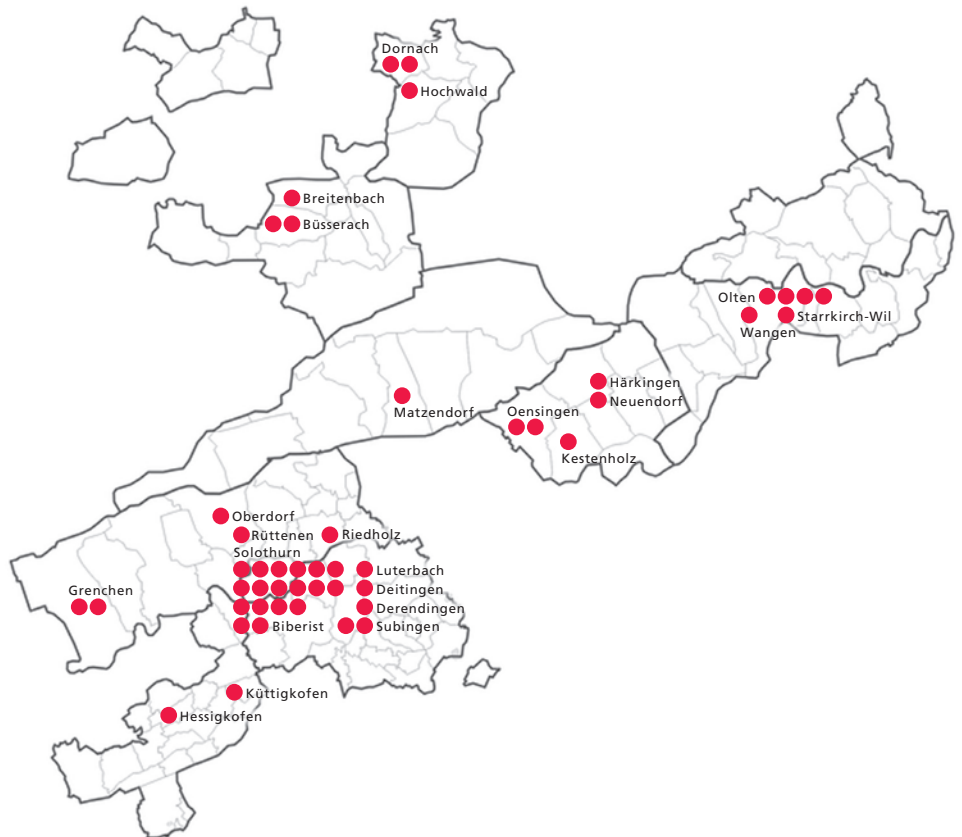 Dornach
Hochwald
Breitenbach
Büsserach
Olten
Starrkirch-Wil
Wangen
Härkingen
Neuendorf
Matzendorf
Oensingen
Kestenholz
Oberdorf
Rüttenen
Riedholz
Solothurn
Luterbach
Deitingen
Grenchen
Derendingen
Biberist
Subingen
Küttigkofen
Hessigkofen